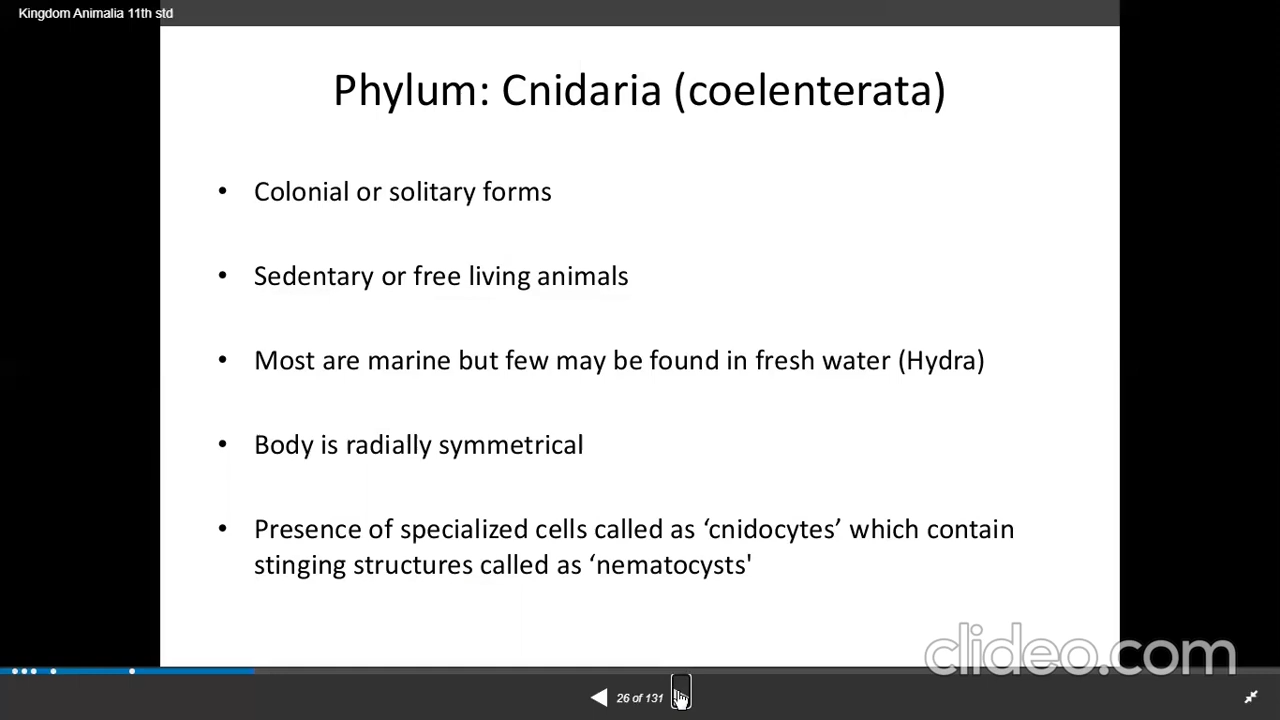 Kingdom Animalia 11th std
Phylum: Cnidaria (coelenterata)
• Colonial or solitary forms
• Sedentary or free living animals
• Most are marine but few may be found in fresh water (Hydra)
• Body is radially symmetrical
• Presence of specialized cells called as ‘cnidocytes’ which contain
stinging structures called as ‘nematocysts'
clideo.com
26 of 131